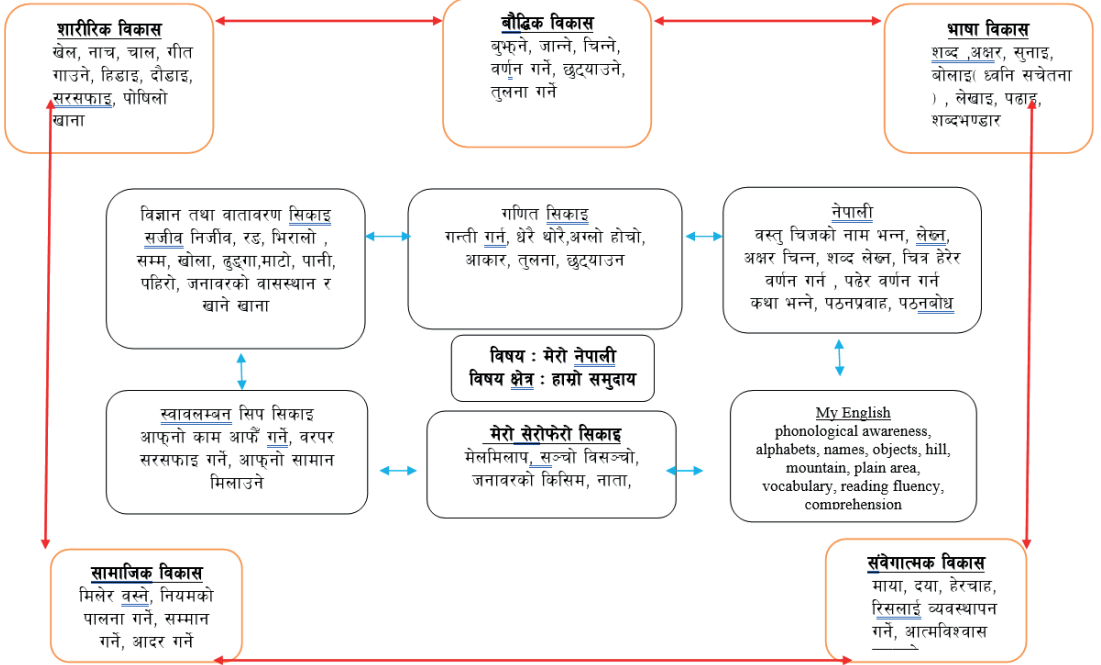 शारीरिक विकास
खेल, नाच, चाल, गीत
गाउने, हिडाइ, दौडाइ,
सरसफाइ, पोषिलो
खाना
बौद्धिक विकास
बुझ्ने, जान्ने, चिन्ने,
वर्णन गर्ने, छुट्याउने,
तुलना गर्ने
भाषा विकास
शब्द ,अक्षर, सुनाइ,
बोलाइ( ध्वनि सचेतना
) , लेखाइ, पढाइ,
शब्दभण्डार
विज्ञान तथा वातावरण सिकाइ
सजीव निर्जीव, रङ, भिरालो ,
सम्म, खोला, ढुङ्गा,माटो, पानी,
पहिरो, जनावरको वासस्थान र
खाने खाना
गणित सिकाइ
गन्ती गर्न, धेरै थोरै,अग्लो होचो,
आकार, तुलना, छुट्याउन
नेपाली
वस्तु चिजको नाम भन्न, लेख्न,
अक्षर चिन्न, शब्द लेख्न, चित्र हेरेर
वर्णन गर्न , पढेर वर्णन गर्न
कथा भन्ने, पठनप्रवाह, पठनबोध
विषय : मेरो नेपाली
विषय क्षेत्र : हाम्रो समुदाय
स्वावलम्बन सिप सिकाइ
आफ्नो काम आफैँ गर्ने, वरपर
सरसफाइ गर्ने, आफ्नो सामान
मिलाउने
मेरो सेरोफेरो सिकाइ
मेलमिलाप, सञ्चो विसञ्चो,
जनावरको किसिम, नाता,
My English
phonological awareness,
alphabets, names, objects, hill,
mountain, plain area,
vocabulary, reading fluency,
comprehension
सामाजिक विकास
मिलेर वस्ने, नियमको
पालना गर्ने, सम्मान
गर्ने, आदर गर्ने
संवेगात्मक विकास
माया, दया, हेरचाह,
रिसलाई व्यवस्थापन
गर्ने, आत्मविश्वास